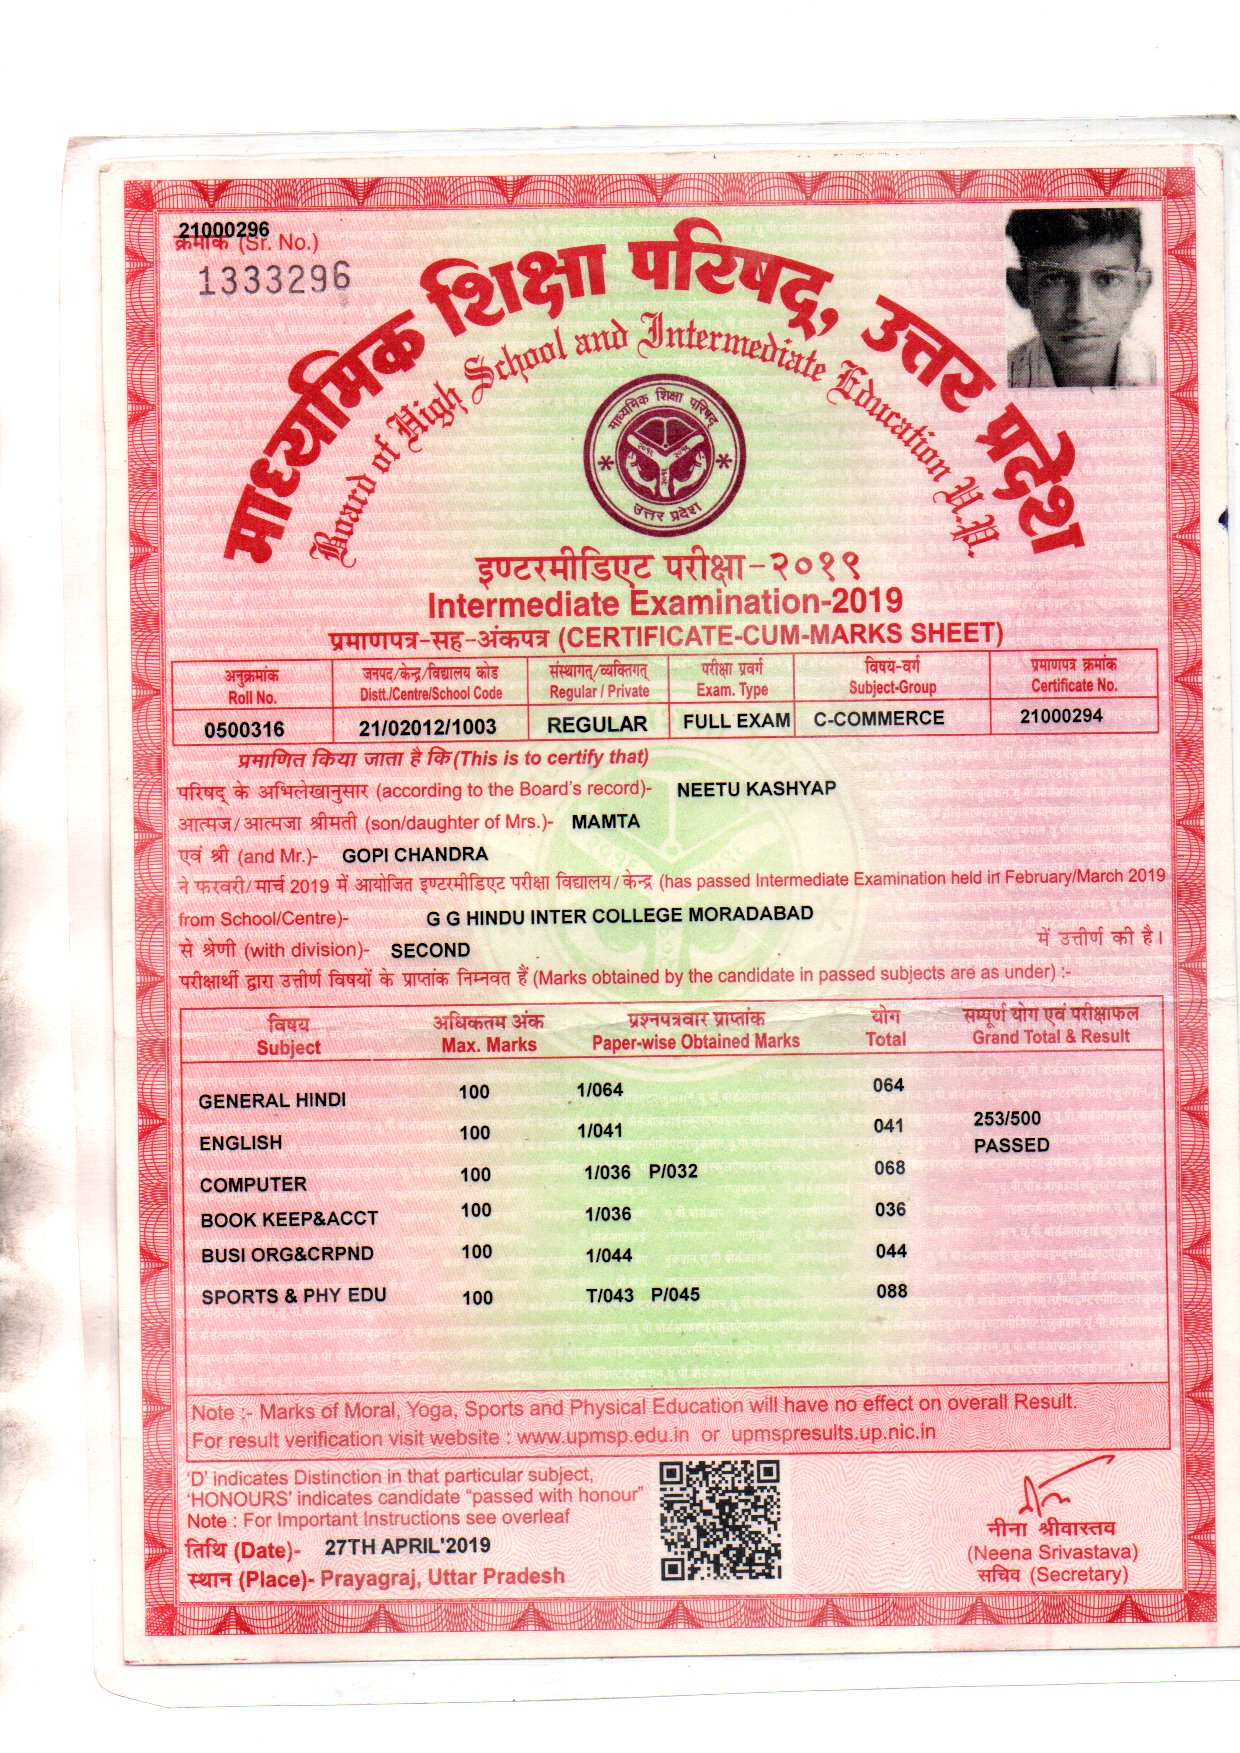 21000296
क्रमांक (Sr. No.)
1333296
माध्यमिक शिक्षा परिषद्, उत्तर प्रदेश
Board of High School and Intermediate Education U.P.
माध्यमिक शिक्षा परिषद्
उत्तर प्रदेश
इण्टरमीडिएट परीक्षा-२०१९
Intermediate Examination-2019
प्रमाणपत्र-सह-अंकपत्र (CERTIFICATE-CUM-MARKS SHEET)
अनुक्रमांक जनपद/केन्द्र/विद्यालय कोड संस्थागत्/व्यक्तिगत् परीक्षा प्रवर्ग विषय-वर्ग प्रमाणपत्र क्रमांक
Roll No. Distt./Centre/School Code Regular / Private Exam. Type Subject-Group Certificate No.
0500316 21/02012/1003 REGULAR FULL EXAM C-COMMERCE 21000294
प्रमाणित किया जाता है कि (This is to certify that)
परिषद् के अभिलेखानुसार (according to the Board's record)- NEETU KASHYAP
आत्मज/आत्मजा श्रीमती (son/daughter of Mrs.)- MAMTA
एवं श्री (and Mr.)- GOPI CHANDRA
ने फरवरी/मार्च 2019 में आयोजित इण्टरमीडिएट परीक्षा विद्यालय/केन्द्र (has passed Intermediate Examination held in February/March 2019
from School/Centre)- G G HINDU INTER COLLEGE MORADABAD
से श्रेणी (with division)- SECOND में उत्तीर्ण की है।
परीक्षार्थी द्वारा उत्तीर्ण विषयों के प्राप्तांक निम्नवत हैं (Marks obtained by the candidate in passed subjects are as under) :-
विषय अधिकतम अंक प्रश्नपत्रवार प्राप्तांक योग सम्पूर्ण योग एवं परीक्षाफल
Subject Max. Marks Paper-wise Obtained Marks Total Grand Total & Result
GENERAL HINDI 100 1/064 064
253/500
ENGLISH 100 1/041 041
PASSED
COMPUTER 100 1/036 P/032 068
BOOK KEEP&ACCT 100 1/036 036
BUSI ORG&CRPND 100 1/044 044
SPORTS & PHY EDU 100 T/043 P/045 088
Note :- Marks of Moral, Yoga, Sports and Physical Education will have no effect on overall Result.
For result verification visit website : www.upmsp.edu.in or upmspresults.up.nic.in
'D' indicates Distinction in that particular subject,
'HONOURS' indicates candidate "passed with honour"
Note : For Important Instructions see overleaf
तिथि (Date)- 27TH APRIL'2019
स्थान (Place)- Prayagraj, Uttar Pradesh
नीना श्रीवास्तव
(Neena Srivastava)
सचिव (Secretary)